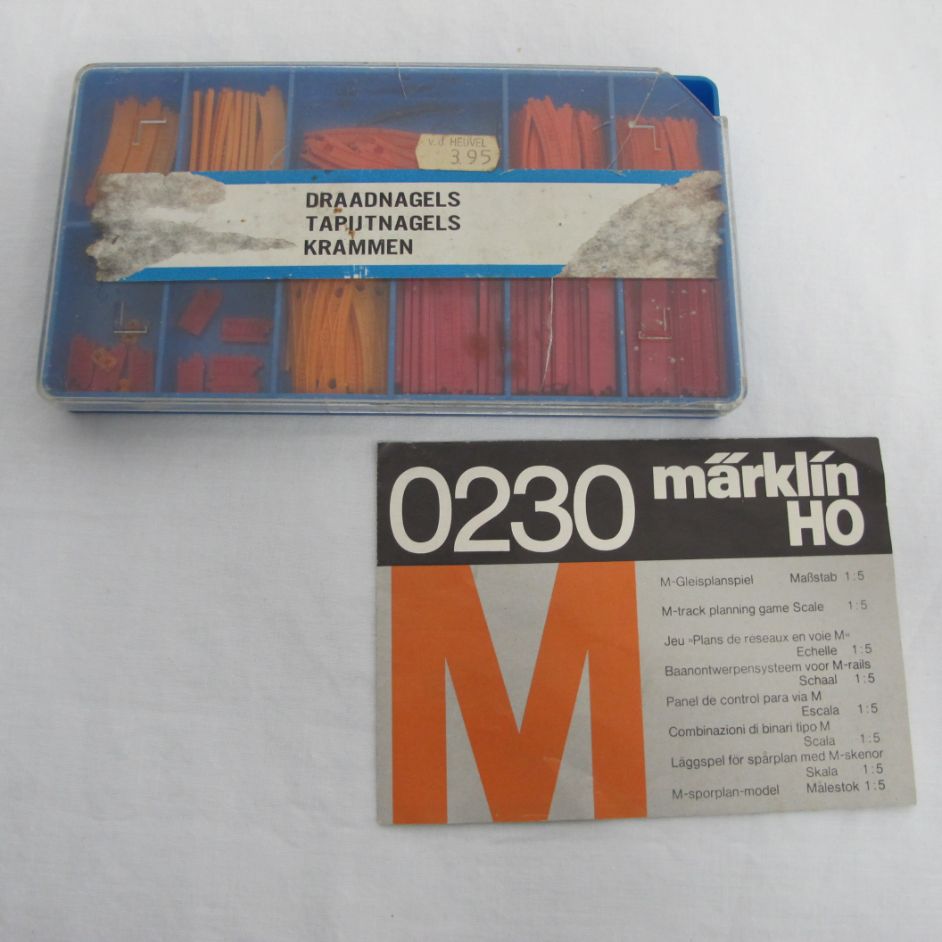 v.d. HEUVEL
3.95
DRAADNAGELS
TAPIJTNAGELS
KRAMMEN
0230 märklin
HO
M
M-Gleisplanspiel Maßstab 1:5
M-track planning game Scale 1:5
Jeu »Plans de reseaux en voie M«
Echelle 1:5
Baanontwerpensysteem voor M-rails
Schaal 1:5
Panel de control para via M
Escala 1:5
Combinazioni di binari tipo M
Scala 1:5
Läggspel för spårplan med M-skenor
Skala 1:5
M-sporplan-model Målestok 1:5